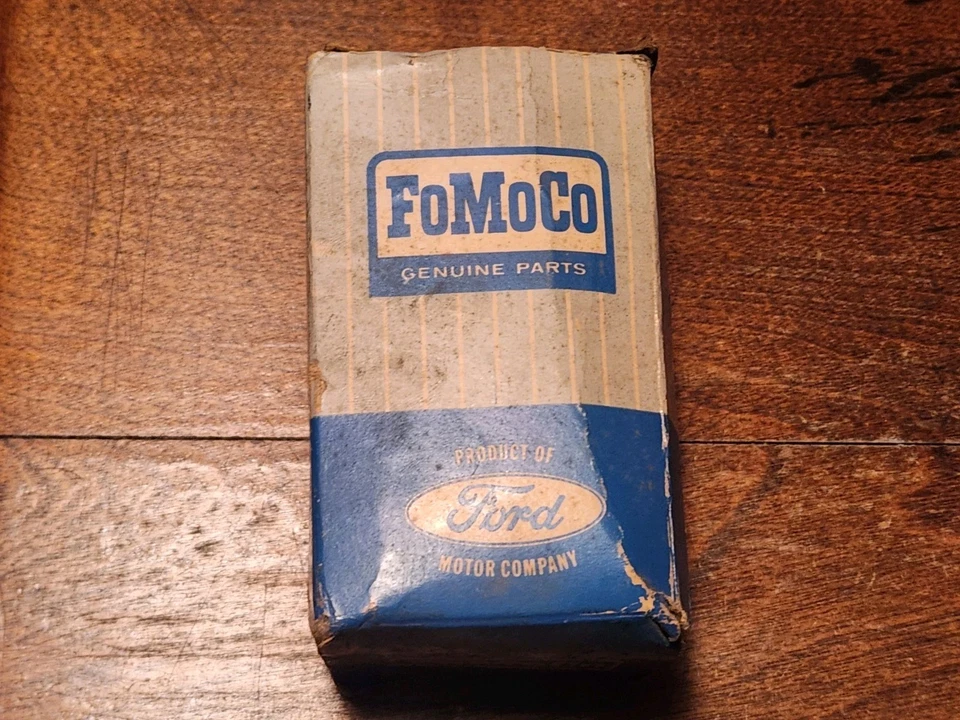 FoMoCo
GENUINE PARTS
PRODUCT OF
Ford
MOTOR COMPANY